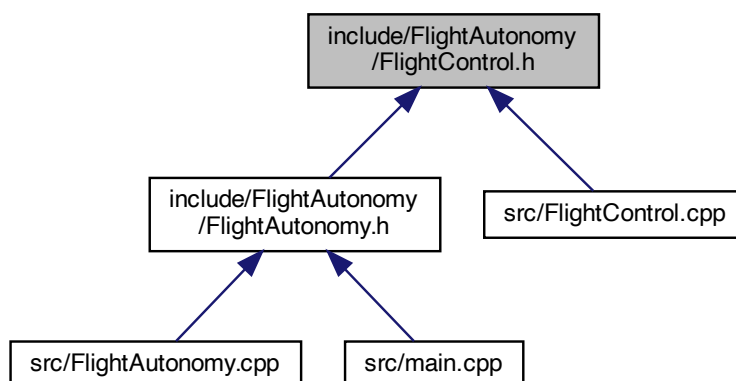 include/FlightAutonomy
/FlightControl.h
include/FlightAutonomy
/FlightAutonomy.h
src/FlightControl.cpp
src/FlightAutonomy.cpp
src/main.cpp